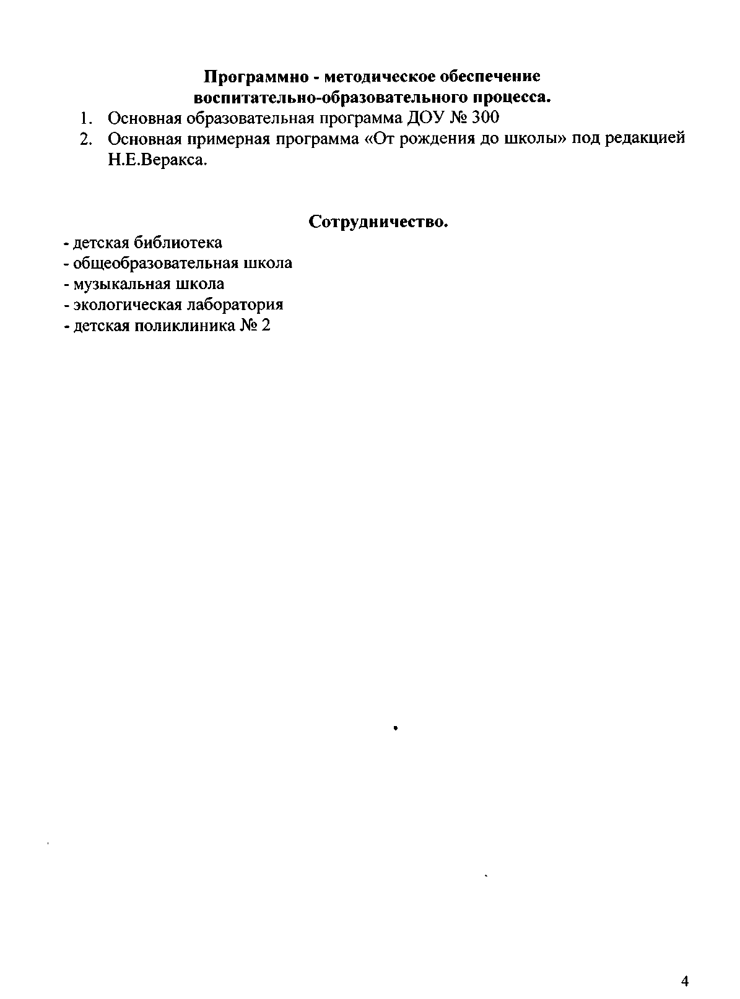 Программно - методическое обеспечение
воспитательно-образовательного процесса.
1. Основная образовательная программа ДОУ № 300
2. Основная примерная программа «От рождения до школы» под редакцией
Н.Е.Веракса.
Сотрудничество.
- детская библиотека
- общеобразовательная школа
- музыкальная школа
- экологическая лаборатория
- детская поликлиника № 2
4